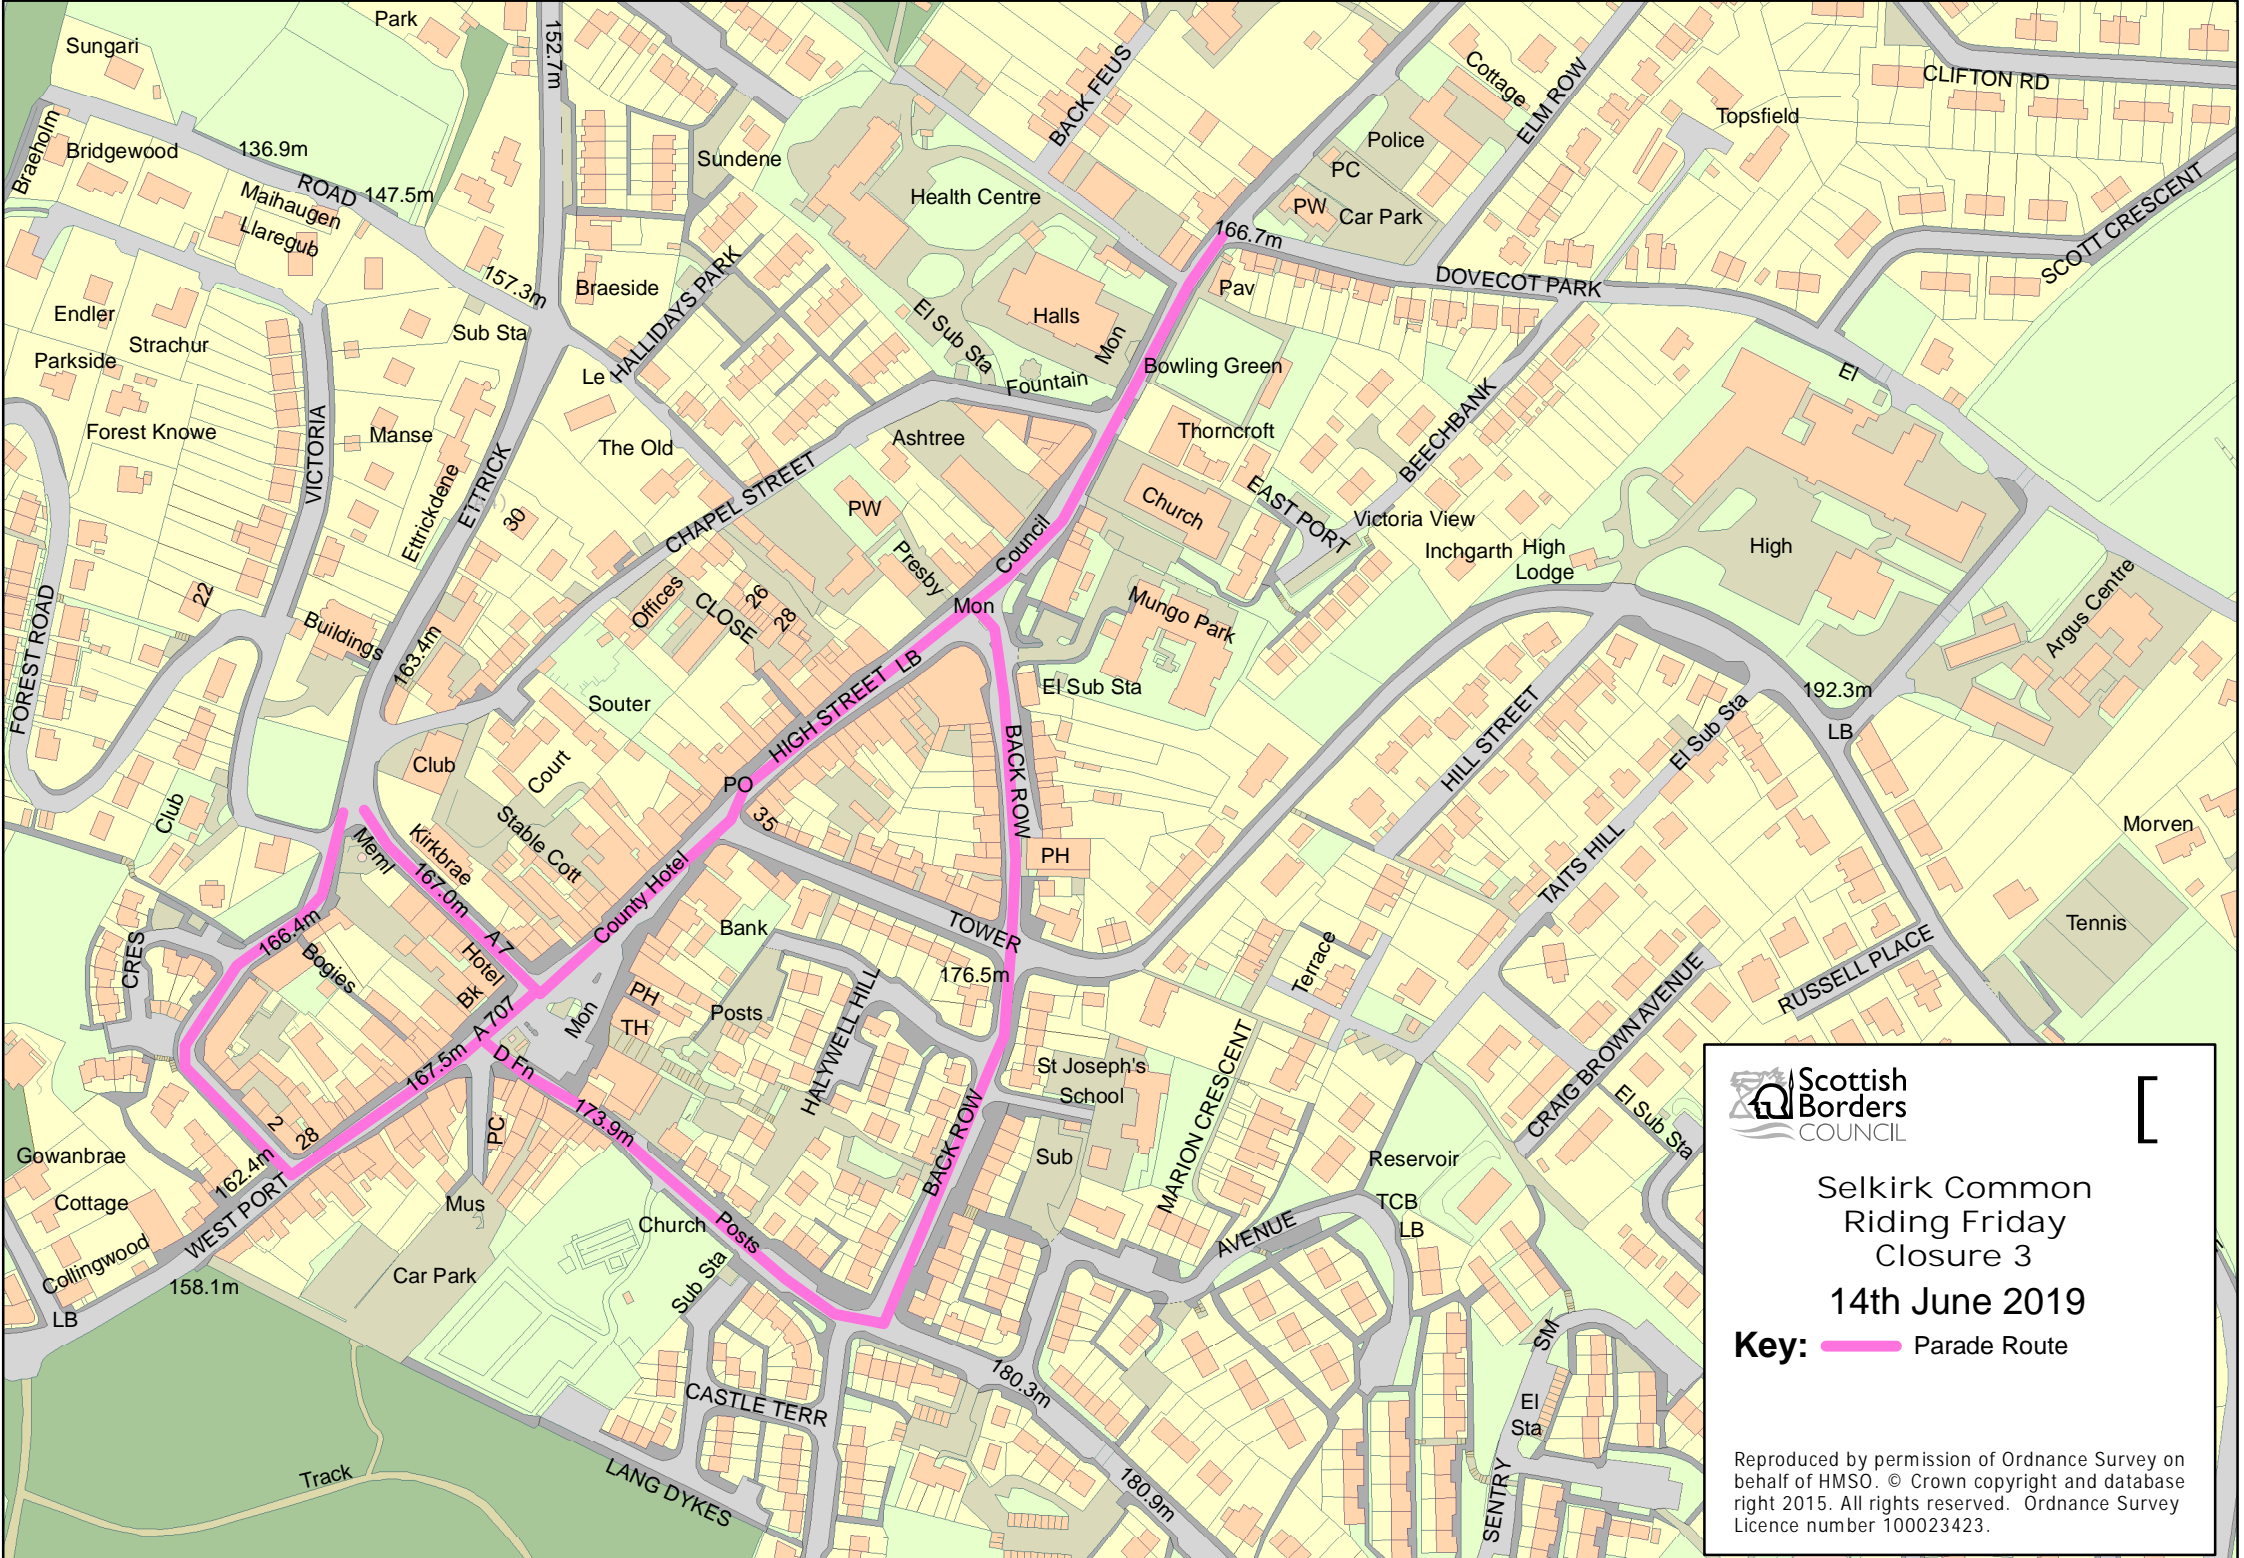 Park
Sungari
152.7m
BACK FEUS
Cottage
ELM ROW
CLIFTON RD
Topsfield
Braeholm
Bridgewood
136.9m
ROAD
147.5m
Maihaugen
Llaregub
Sundene
Police
PC
PW
Car Park
Health Centre
SCOTT CRESCENT
166.7m
DOVECOT PARK
157.3m
Braeside
HALLIDAYS PARK
Pav
Endler
Strachur
Parkside
Sub Sta
Le
El Sub Sta
Halls
Mon
Bowling Green
Fountain
El
Forest Knowe
VICTORIA
Manse
Ettrickdene
ETTRICK
30
The Old
CHAPEL STREET
Ashtree
PW
Presby
Thorncroft
Church
EAST PORT
BEECHBANK
Victoria View
Inchgarth
High
Lodge
High
Argus Centre
FOREST ROAD
22
Buildings
163.4m
Offices
CLOSE
26
28
Council
Mon
Mungo Park
El Sub Sta
Souter
HIGH STREET
LB
BACK ROW
HILL STREET
El Sub Sta
192.3m
LB
Club
Court
Stable Cott
PO
35
PH
TAITS HILL
Morven
Club
Meml
Kirkbrae
167.0m
A 7
County Hotel
Bank
TOWER
176.5m
Terrace
Tennis
CRES
166.4m
Bogies
Hotel
Bk
A 707
Mon
PH
TH
Posts
HALYWELL HILL
CRAIG BROWN AVENUE
RUSSELL PLACE
167.5m
D Fn
173.9m
PC
2
28
162.4m
WEST PORT
Gowanbrae
Cottage
Collingwood
158.1m
LB
Mus
Car Park
Church
Posts
Sub Sta
BACK ROW
St Joseph's
School
Sub
MARION CRESCENT
AVENUE
Reservoir
TCB
LB
El Sub Sta
SM
El
Sta
SENTRY
CASTLE TERR
180.3m
180.9m
LANG DYKES
Track
Scottish
Borders
COUNCIL
Selkirk Common
Riding Friday
Closure 3
14th June 2019
Key: Parade Route
Reproduced by permission of Ordnance Survey on
behalf of HMSO. © Crown copyright and database
right 2015. All rights reserved. Ordnance Survey
Licence number 100023423.